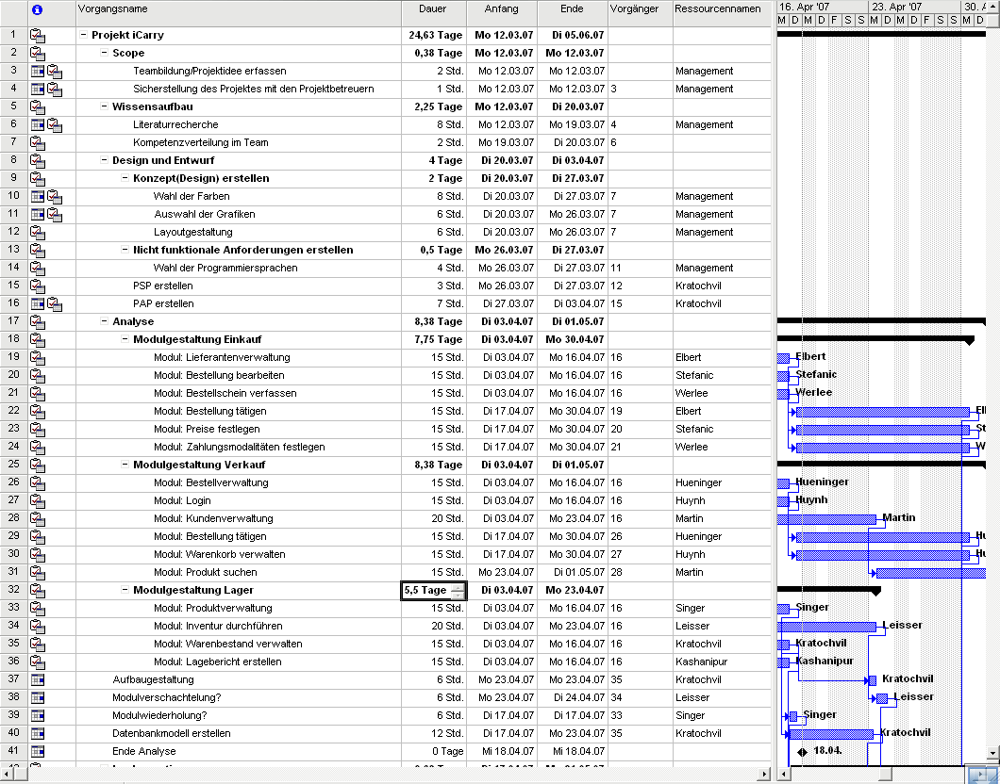 Vorgangsname Dauer Anfang Ende Vorgänger Ressourcennamen 16. Apr '07 23. Apr '07 30. A
M D M D F S S M D M D F S S M D
1 Projekt iCarry 24,63 Tage Mo 12.03.07 Di 05.06.07
2 Scope 0,38 Tage Mo 12.03.07 Mo 12.03.07
3 Teambildung/Projektidee erfassen 2 Std. Mo 12.03.07 Mo 12.03.07 Management
4 Sicherstellung des Projektes mit den Projektbetreuern 1 Std. Mo 12.03.07 Mo 12.03.07 3 Management
5 Wissensaufbau 2,25 Tage Mo 12.03.07 Di 20.03.07
6 Literaturrecherche 8 Std. Mo 12.03.07 Mo 19.03.07 4 Management
7 Kompetenzverteilung im Team 2 Std. Mo 19.03.07 Di 20.03.07 6
8 Design und Entwurf 4 Tage Di 20.03.07 Di 03.04.07
9 Konzept(Design) erstellen 2 Tage Di 20.03.07 Di 27.03.07
10 Wahl der Farben 8 Std. Di 20.03.07 Di 27.03.07 7 Management
11 Auswahl der Grafiken 6 Std. Di 20.03.07 Mo 26.03.07 7 Management
12 Layoutgestaltung 6 Std. Di 20.03.07 Mo 26.03.07 7 Management
13 Nicht funktionale Anforderungen erstellen 0,5 Tage Mo 26.03.07 Di 27.03.07
14 Wahl der Programmiersprachen 4 Std. Mo 26.03.07 Di 27.03.07 11 Management
15 PSP erstellen 3 Std. Mo 26.03.07 Di 27.03.07 12 Kratochvil
16 PAP erstellen 7 Std. Di 27.03.07 Di 03.04.07 15 Kratochvil
17 Analyse 8,38 Tage Di 03.04.07 Di 01.05.07
18 Modulgestaltung Einkauf 7,75 Tage Di 03.04.07 Mo 30.04.07
19 Modul: Lieferantenverwaltung 15 Std. Di 03.04.07 Mo 16.04.07 16 Elbert Elbert
20 Modul: Bestellung bearbeiten 15 Std. Di 03.04.07 Mo 16.04.07 16 Stefanic Stefanic
21 Modul: Bestellschein verfassen 15 Std. Di 03.04.07 Mo 16.04.07 16 Werlee Werlee
22 Modul: Bestellung tätigen 15 Std. Di 17.04.07 Mo 30.04.07 19 Elbert El
23 Modul: Preise festlegen 15 Std. Di 17.04.07 Mo 30.04.07 20 Stefanic St
24 Modul: Zahlungsmodalitäten festlegen 15 Std. Di 17.04.07 Mo 30.04.07 21 Werlee W
25 Modulgestaltung Verkauf 8,38 Tage Di 03.04.07 Di 01.05.07
26 Modul: Bestellverwaltung 15 Std. Di 03.04.07 Mo 16.04.07 16 Hueninger Hueninger
27 Modul: Login 15 Std. Di 03.04.07 Mo 16.04.07 16 Huynh Huynh
28 Modul: Kundenverwaltung 20 Std. Di 03.04.07 Mo 23.04.07 16 Martin Martin
29 Modul: Bestellung tätigen 15 Std. Di 17.04.07 Mo 30.04.07 26 Hueninger Hu
30 Modul: Warenkorb verwalten 15 Std. Di 17.04.07 Mo 30.04.07 27 Huynh Hu
31 Modul: Produkt suchen 15 Std. Mo 23.04.07 Di 01.05.07 28 Martin
32 Modulgestaltung Lager 5,5 Tage Di 03.04.07 Mo 23.04.07
33 Modul: Produktverwaltung 15 Std. Di 03.04.07 Mo 16.04.07 16 Singer Singer
34 Modul: Inventur durchführen 20 Std. Di 03.04.07 Mo 23.04.07 16 Leisser Leisser
35 Modul: Warenbestand verwalten 15 Std. Di 03.04.07 Mo 16.04.07 16 Kratochvil Kratochvil
36 Modul: Lagebericht erstellen 15 Std. Di 03.04.07 Mo 16.04.07 16 Kashanipur Kashanipur
37 Aufbaugestaltung 6 Std. Mo 23.04.07 Mo 23.04.07 35 Kratochvil Kratochvil
38 Modulverschachtelung? 6 Std. Mo 23.04.07 Di 24.04.07 34 Leisser Leisser
39 Modulwiederholung? 6 Std. Di 17.04.07 Di 17.04.07 33 Singer Singer
40 Datenbankmodell erstellen 12 Std. Di 17.04.07 Mo 23.04.07 35 Kratochvil Kratochvil
41 Ende Analyse 0 Tage Mi 18.04.07 Mi 18.04.07 18.04.